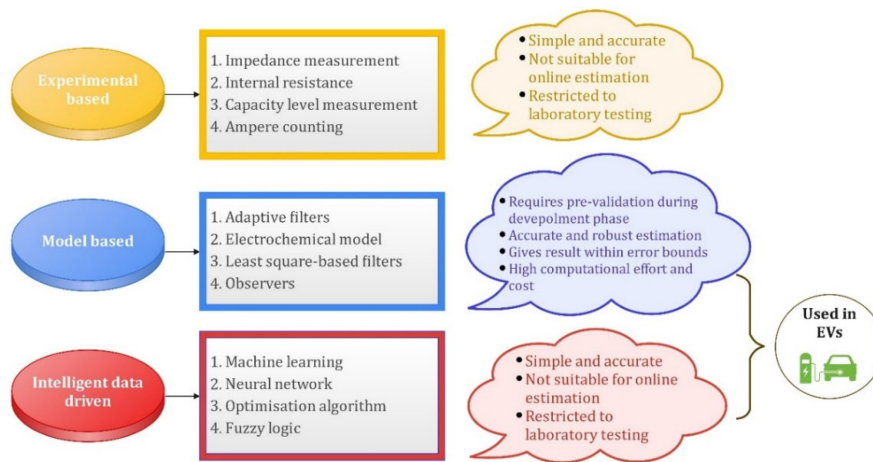 Experimental
based
1. Impedance measurement
2. Internal resistance
3. Capacity level measurement
4. Ampere counting
Simple and accurate
Not suitable for
online estimation
Restricted to
laboratory testing
Model based
1. Adaptive filters
2. Electrochemical model
3. Least square-based filters
4. Observers
Requires pre-validation during
devepolment phase
Accurate and robust estimation
Gives result within error bounds
High computational effort and
cost
Used in
EVs
Intelligent data
driven
1. Machine learning
2. Neural network
3. Optimisation algorithm
4. Fuzzy logic
Simple and accurate
Not suitable for online
estimation
Restricted to
laboratory testing